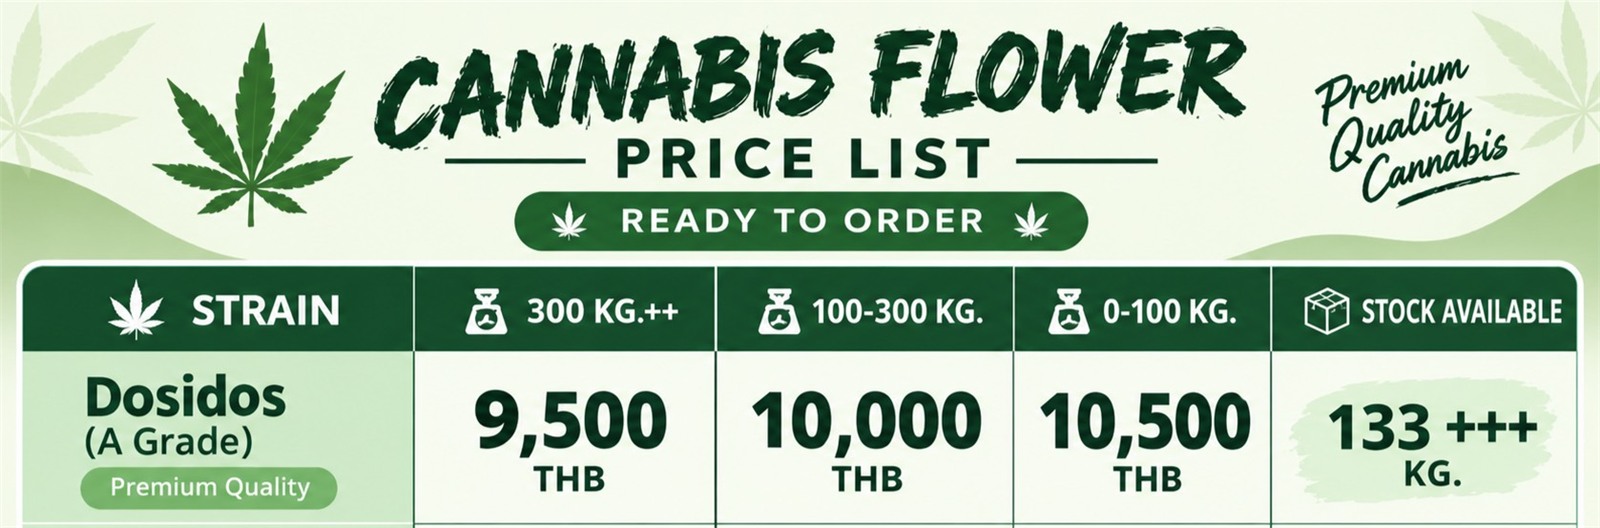 CANNABIS FLOWER
PRICE LIST
READY TO ORDER
Premium
Quality
Cannabis
STRAIN 300 KG.++ 100-300 KG. 0-100 KG. STOCK AVAILABLE
Dosidos
(A Grade)
Premium Quality
9,500
THB
10,000
THB
10,500
THB
133 +++
KG.